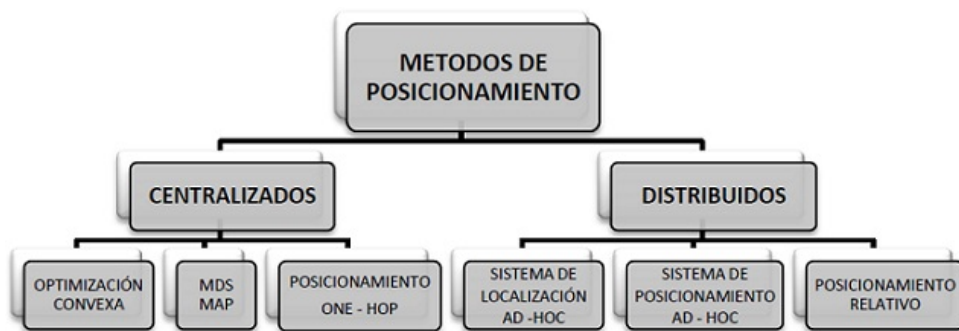 METODOS DE
POSICIONAMIENTO
CENTRALIZADOS
DISTRIBUIDOS
OPTIMIZACIÓN
CONVEXA
MDS
MAP
POSICIONAMIENTO
ONE - HOP
SISTEMA DE
LOCALIZACIÓN
AD -HOC
SISTEMA DE
POSICIONAMIENTO
AD - HOC
POSICIONAMIENTO
RELATIVO